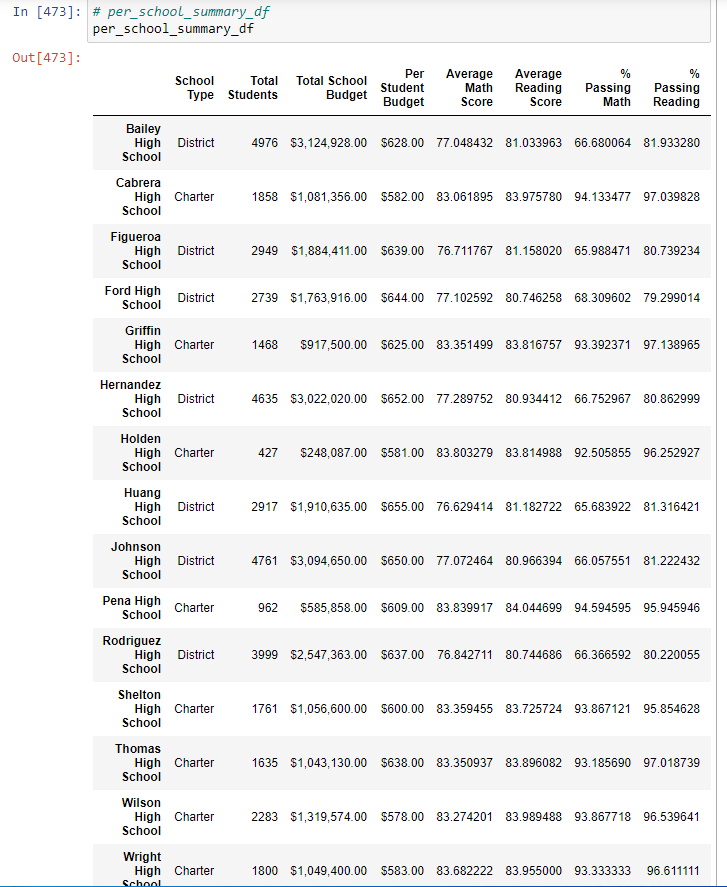 In [473]: # per_school_summary_df
per_school_summary_df
Out[473]:
School Type Total Students Total School Budget Per Student Budget Average Math Score Average Reading Score % Passing Math % Passing Reading
Bailey High School District 4976 $3,124,928.00 $628.00 77.048432 81.033963 66.680064 81.933280
Cabrera High School Charter 1858 $1,081,356.00 $582.00 83.061895 83.975780 94.133477 97.039828
Figueroa High School District 2949 $1,884,411.00 $639.00 76.711767 81.158020 65.988471 80.739234
Ford High School District 2739 $1,763,916.00 $644.00 77.102592 80.746258 68.309602 79.299014
Griffin High School Charter 1468 $917,500.00 $625.00 83.351499 83.816757 93.392371 97.138965
Hernandez High School District 4635 $3,022,020.00 $652.00 77.289752 80.934412 66.752967 80.862999
Holden High School Charter 427 $248,087.00 $581.00 83.803279 83.814988 92.505855 96.252927
Huang High School District 2917 $1,910,635.00 $655.00 76.629414 81.182722 65.683922 81.316421
Johnson High School District 4761 $3,094,650.00 $650.00 77.072464 80.966394 66.057551 81.222432
Pena High School Charter 962 $585,858.00 $609.00 83.839917 84.044699 94.594595 95.945946
Rodriguez High School District 3999 $2,547,363.00 $637.00 76.842711 80.744686 66.366592 80.220055
Shelton High School Charter 1761 $1,056,600.00 $600.00 83.359455 83.725724 93.867121 95.854628
Thomas High School Charter 1635 $1,043,130.00 $638.00 83.350937 83.896082 93.185690 97.018739
Wilson High School Charter 2283 $1,319,574.00 $578.00 83.274201 83.989488 93.867718 96.539641
Wright High School Charter 1800 $1,049,400.00 $583.00 83.682222 83.955000 93.333333 96.611111